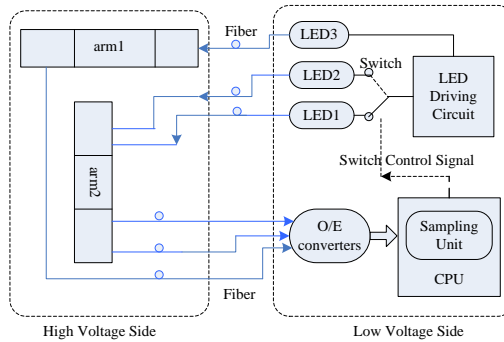 Fiber
arm1
LED3
Switch
LED2
LED1
LED
Driving
Circuit
arm2
Switch Control Signal
O/E
converters
Sampling
Unit
CPU
Fiber
High Voltage Side
Low Voltage Side